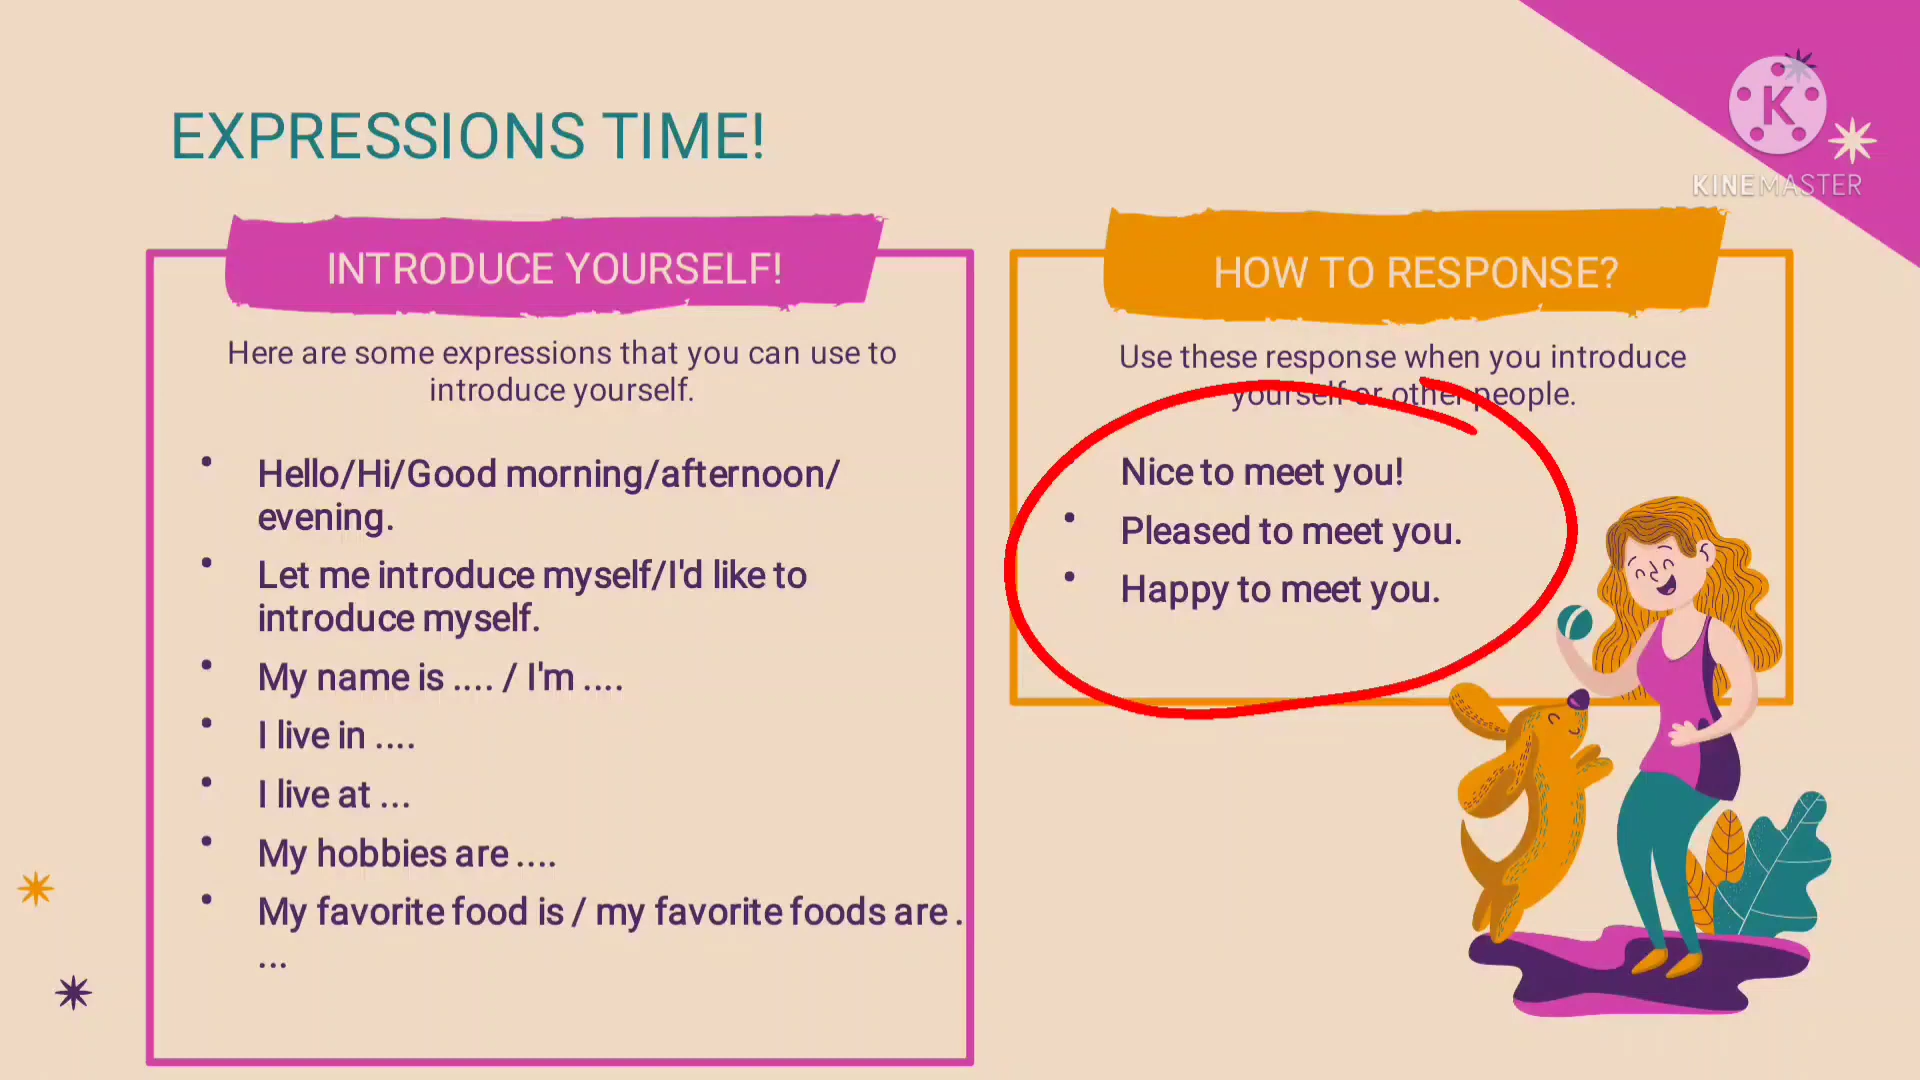 EXPRESSIONS TIME!
K
KINEMASTER
INTRODUCE YOURSELF!
Here are some expressions that you can use to
introduce yourself.
• Hello/Hi/Good morning/afternoon/
evening.
• Let me introduce myself/I'd like to
introduce myself.
• My name is .... / I'm ....
• I live in ....
• I live at ...
• My hobbies are ....
• My favorite food is / my favorite foods are .
...
HOW TO RESPONSE?
Use these response when you introduce
yourself or other people.
Nice to meet you!
• Pleased to meet you.
• Happy to meet you.